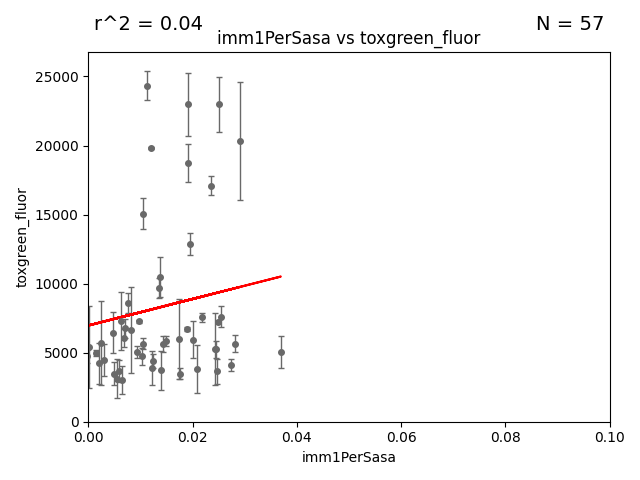 r^2 = 0.04
N = 57
imm1PerSasa vs toxgreen_fluor
25000
20000
15000
10000
5000
0
toxgreen_fluor
0.00
0.02
0.04
0.06
0.08
0.10
imm1PerSasa